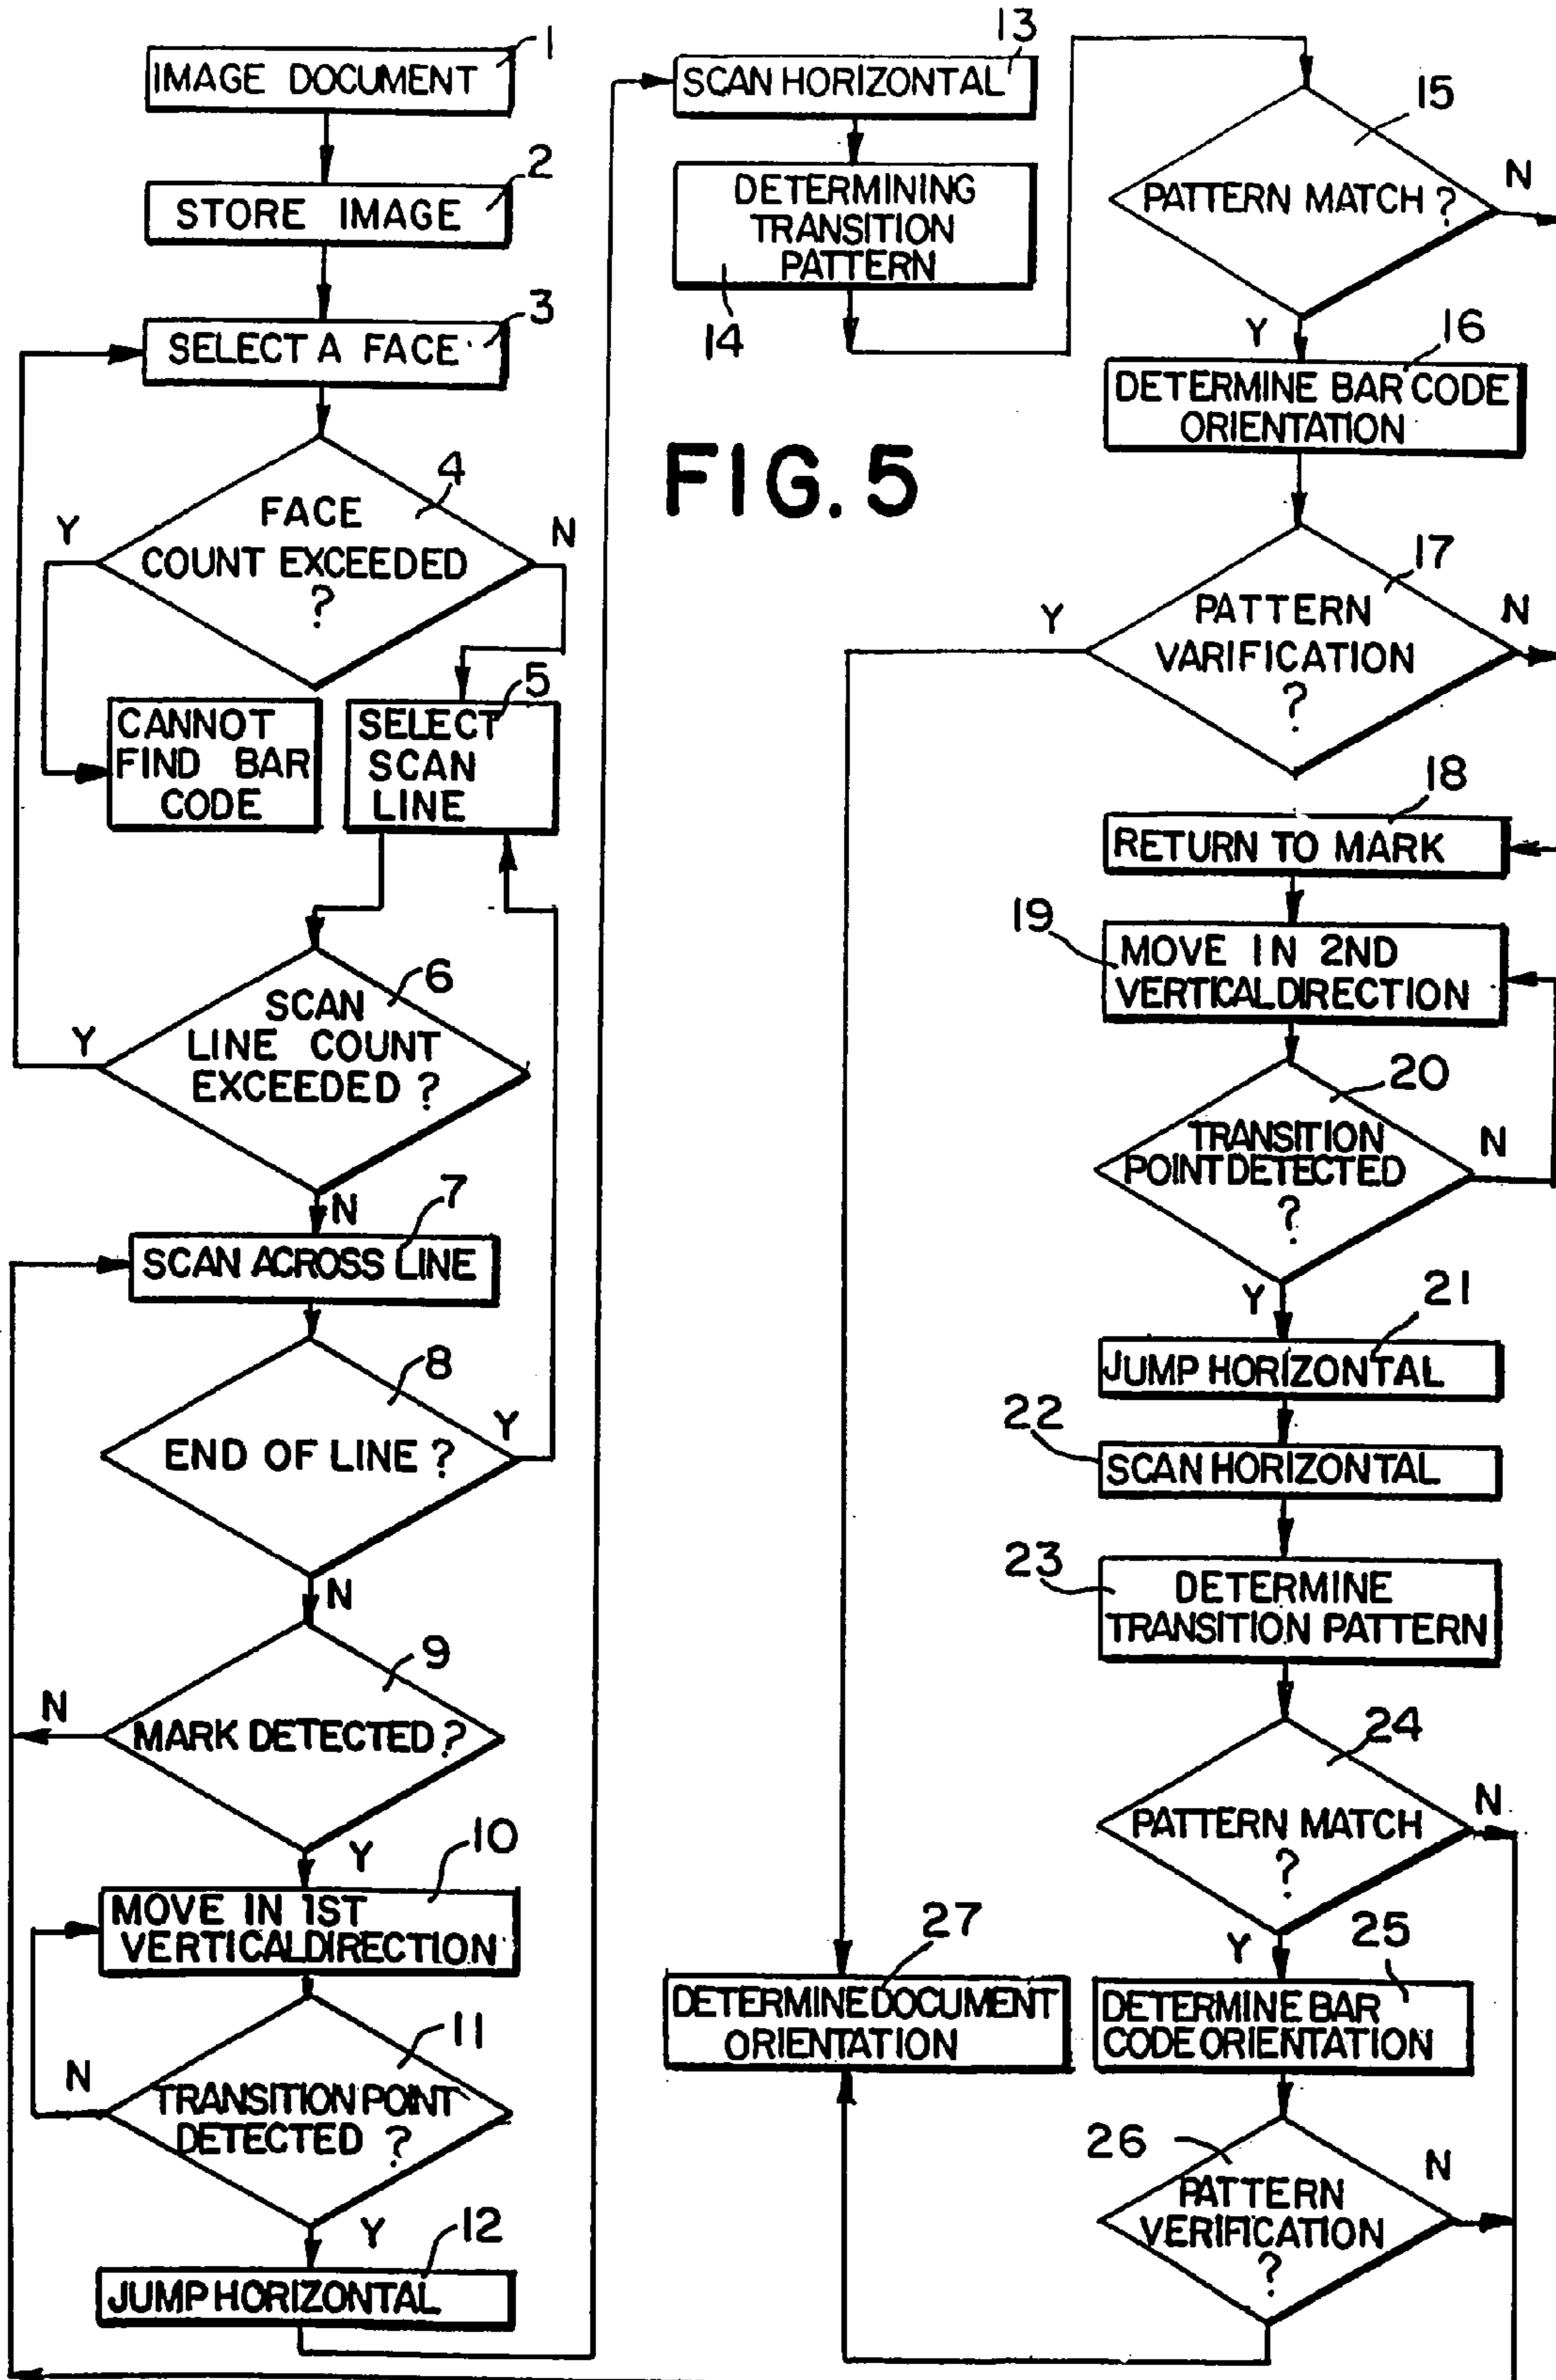 1
IMAGE DOCUMENT
2
STORE IMAGE
3
SELECT A FACE
4
FACE
COUNT EXCEEDED
?
Y
N
CANNOT
FIND BAR
CODE
5
SELECT
SCAN
LINE
6
SCAN
LINE COUNT
EXCEEDED ?
Y
N
7
SCAN ACROSS LINE
8
END OF LINE ?
Y
N
9
MARK DETECTED ?
N
Y
10
MOVE IN 1ST
VERTICAL DIRECTION
11
TRANSITION POINT
DETECTED ?
N
Y
12
JUMP HORIZONTAL
13
SCAN HORIZONTAL
DETERMINING
TRANSITION
PATTERN
14
FIG. 5
15
PATTERN MATCH ?
N
Y
16
DETERMINE BAR CODE
ORIENTATION
17
PATTERN
VARIFICATION
?
Y
N
18
RETURN TO MARK
19
MOVE IN 2ND
VERTICAL DIRECTION
20
TRANSITION
POINT DETECTED
?
N
Y
21
JUMP HORIZONTAL
22
SCAN HORIZONTAL
23
DETERMINE
TRANSITION PATTERN
24
PATTERN MATCH
?
N
Y
25
DETERMINE BAR
CODE ORIENTATION
26
PATTERN
VERIFICATION
?
N
27
DETERMINE DOCUMENT
ORIENTATION